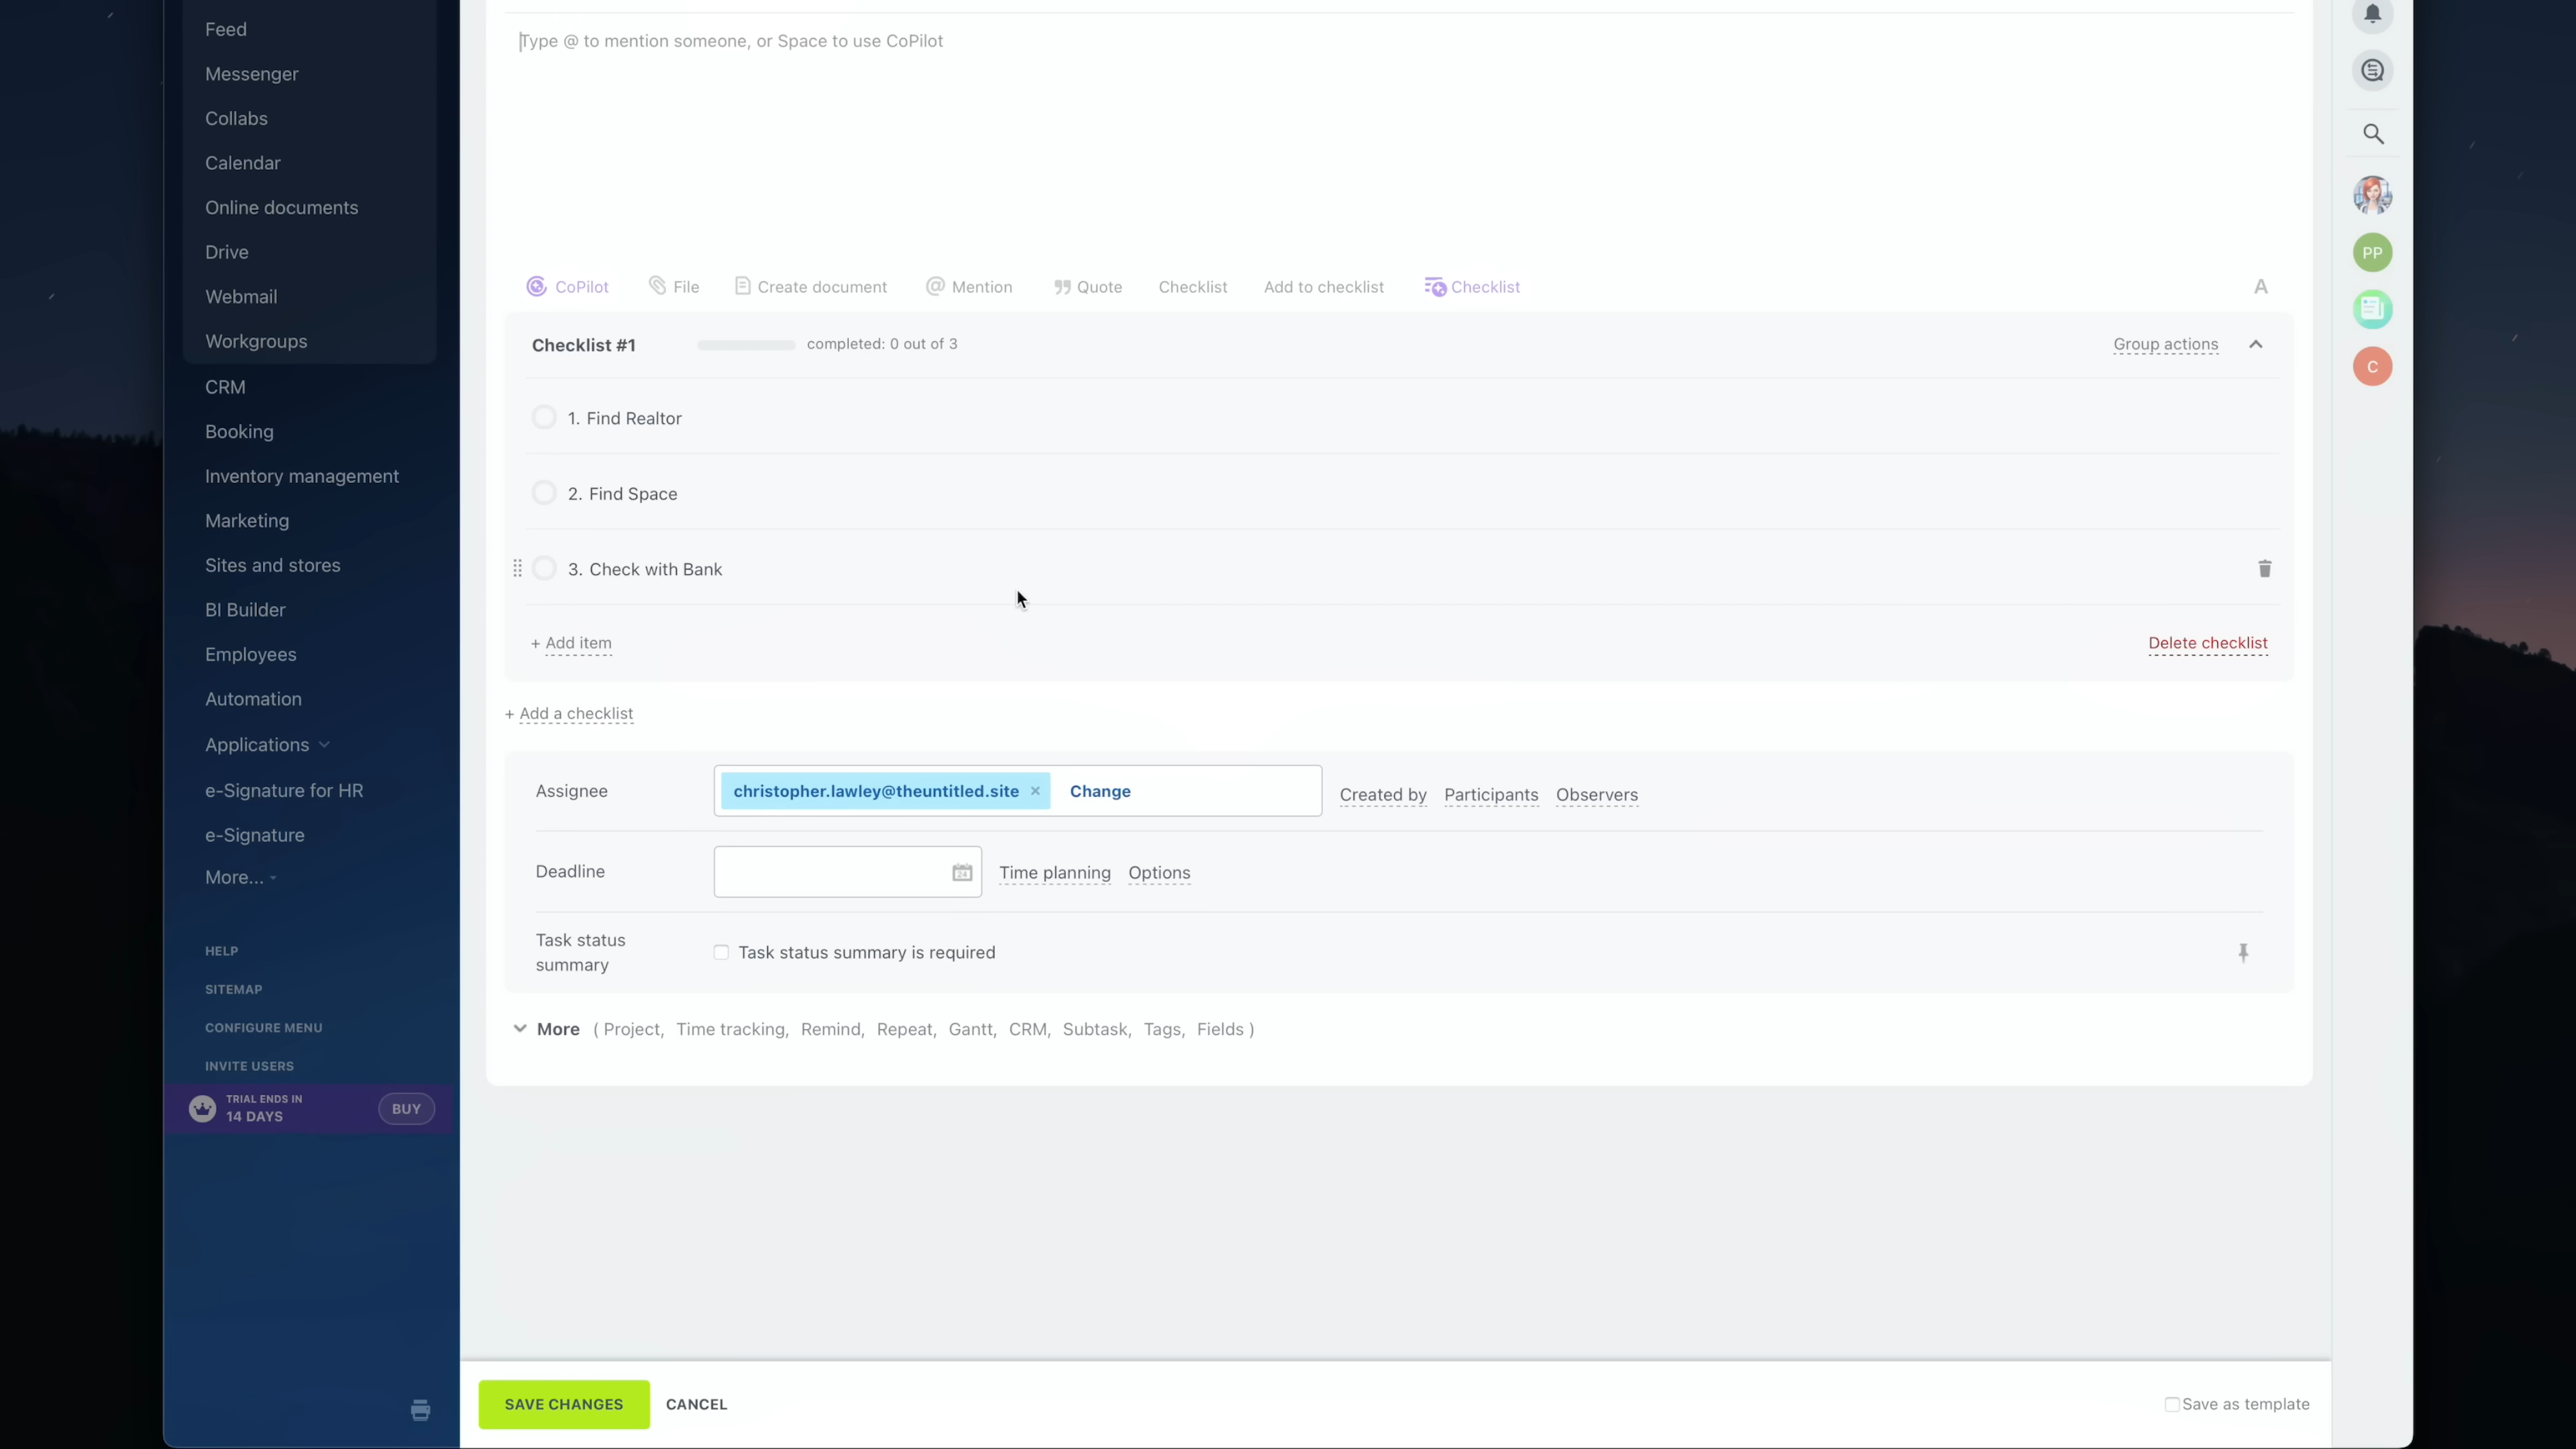 Feed
Messenger
Collabs
Calendar
Online documents
Drive
Webmail
Workgroups
CRM
Booking
Inventory management
Marketing
Sites and stores
BI Builder
Employees
Automation
Applications
e-Signature for HR
e-Signature
More...
HELP
SITEMAP
CONFIGURE MENU
INVITE USERS
TRIAL ENDS IN
14 DAYS
BUY
Type @ to mention someone, or Space to use CoPilot
CoPilot File Create document Mention Quote Checklist Add to checklist Checklist A
Checklist #1 completed: 0 out of 3 Group actions
1. Find Realtor
2. Find Space
3. Check with Bank
+ Add item Delete checklist
+ Add a checklist
Assignee christopher.lawley@theuntitled.site × Change Created by Participants Observers
Deadline 24 Time planning Options
Task status
summary
Task status summary is required
More ( Project, Time tracking, Remind, Repeat, Gantt, CRM, Subtask, Tags, Fields )
SAVE CHANGES CANCEL Save as template
PP
C